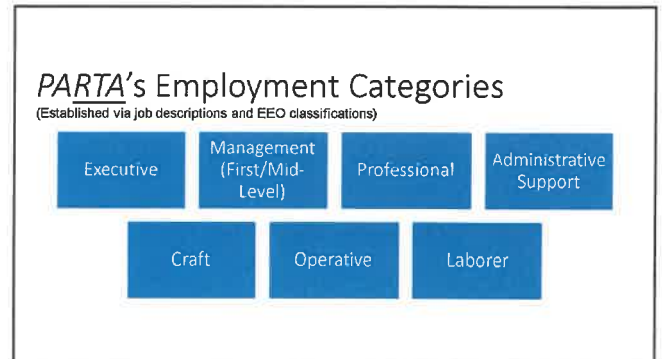 PARTA's Employment Categories
(Established via job descriptions and EEO classifications)
Executive
Management
(First/Mid-
Level)
Professional
Administrative
Support
Craft
Operative
Laborer